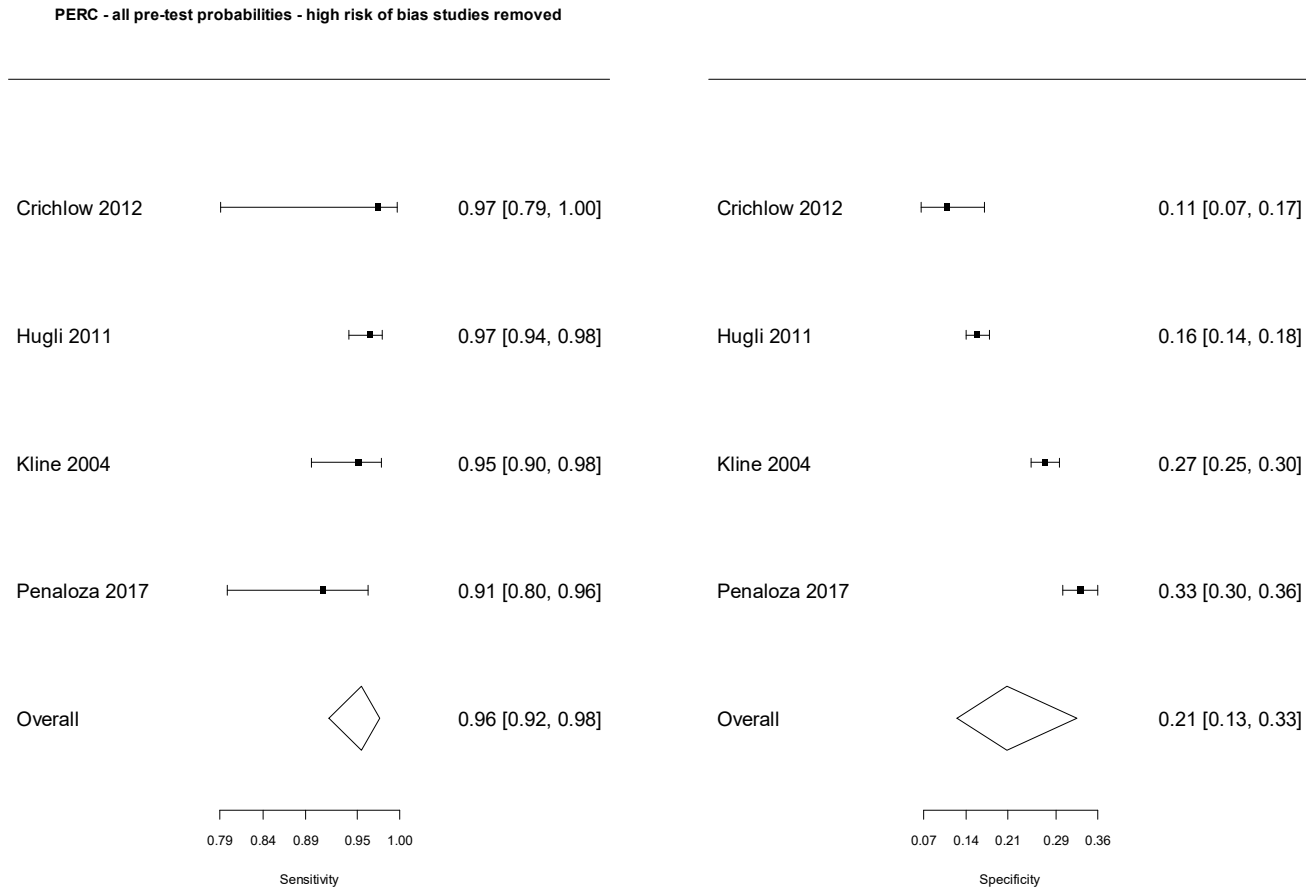 PERC - all pre-test probabilities - high risk of bias studies removed
Crichlow 2012 0.97 [0.79, 1.00]
Hugli 2011 0.97 [0.94, 0.98]
Kline 2004 0.95 [0.90, 0.98]
Penaloza 2017 0.91 [0.80, 0.96]
Overall 0.96 [0.92, 0.98]
0.79 0.84 0.89 0.95 1.00
Sensitivity
Crichlow 2012 0.11 [0.07, 0.17]
Hugli 2011 0.16 [0.14, 0.18]
Kline 2004 0.27 [0.25, 0.30]
Penaloza 2017 0.33 [0.30, 0.36]
Overall 0.21 [0.13, 0.33]
0.07 0.14 0.21 0.29 0.36
Specificity